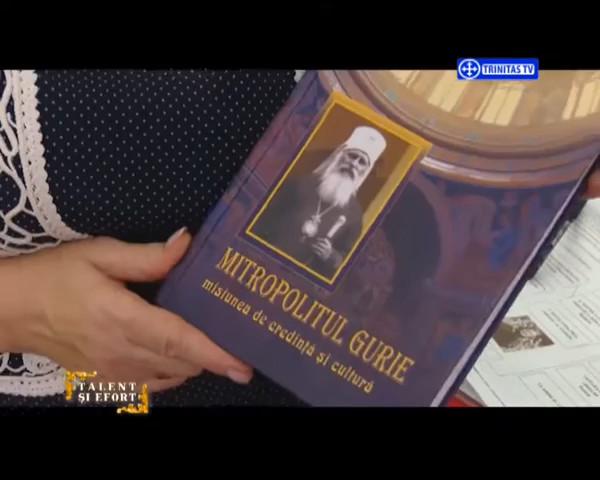 TRINITAS TV
MITROPOLITUL GURIE
misiunea de credință și cultură
TALENT
ȘI EFORT